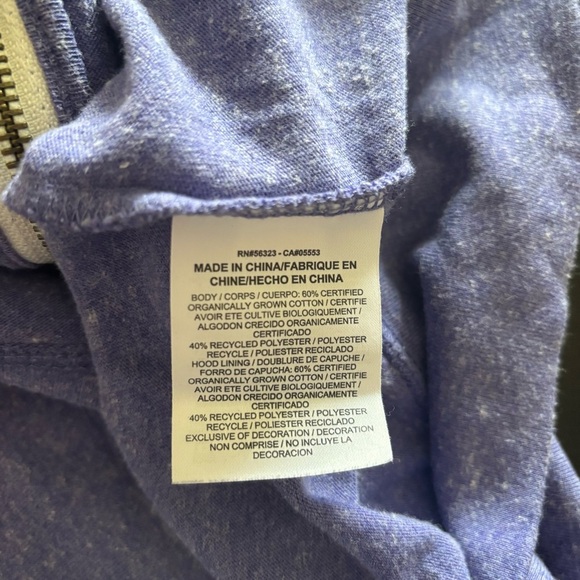 RN#56323 - CA#05553
MADE IN CHINA/FABRIQUE EN
CHINE/HECHO EN CHINA
BODY / CORPS / CUERPO: 60% CERTIFIED
ORGANICALLY GROWN COTTON / CERTIFIE
AVOIR ETE CULTIVE BIOLOGIQUEMENT /
ALGODON CRECIDO ORGANICAMENTE
CERTIFICADO
40% RECYCLED POLYESTER / POLYESTER
RECYCLE / POLIESTER RECICLADO
HOOD LINING / DOUBLURE DE CAPUCHE /
FORRO DE CAPUCHA: 60% CERTIFIED
ORGANICALLY GROWN COTTON / CERTIFIE
AVOIR ETE CULTIVE BIOLOGIQUEMENT /
ALGODON CRECIDO ORGANICAMENTE
CERTIFICADO
40% RECYCLED POLYESTER / POLYESTER
RECYCLE / POLIESTER RECICLADO
EXCLUSIVE OF DECORATION / DECORATION
NON COMPRISE / NO INCLUYE LA
DECORACION